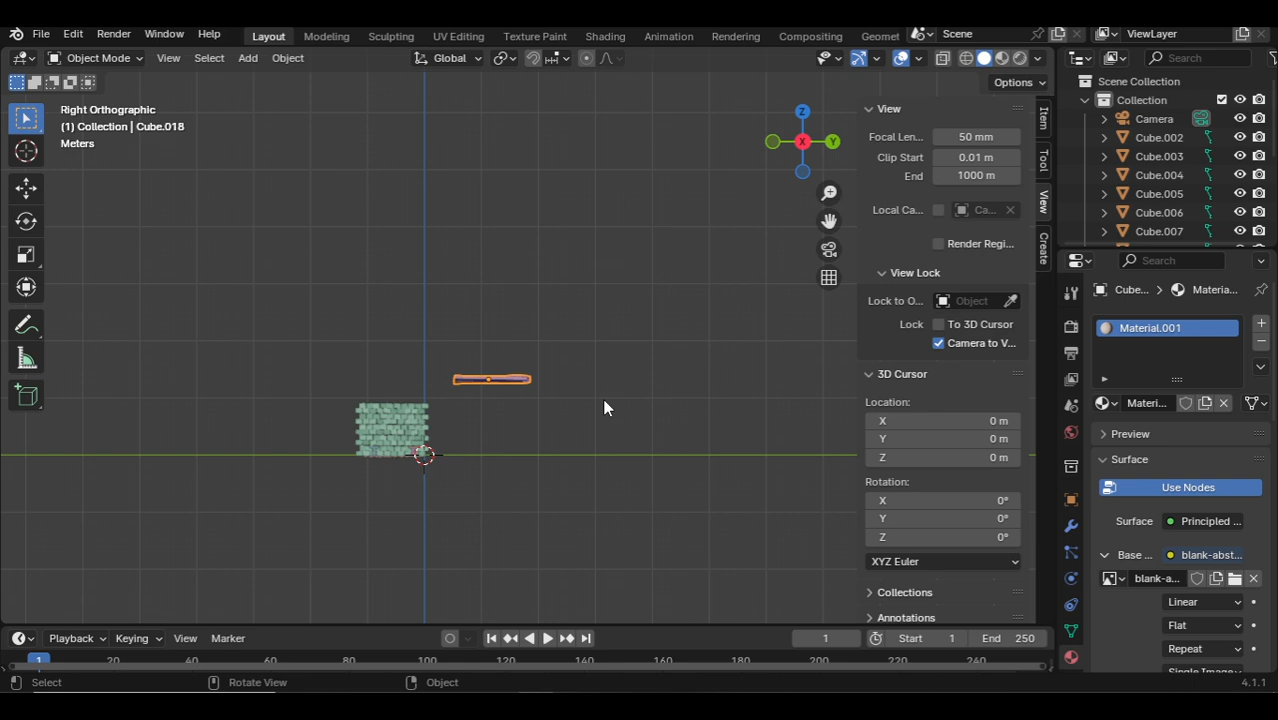 File Edit Render Window Help Layout Modeling Sculpting UV Editing Texture Paint Shading Animation Rendering Compositing Geomet Scene ViewLayer
Object Mode View Select Add Object Global Search
Options
Scene Collection
Collection
Camera
Cube.002
Cube.003
Cube.004
Cube.005
Cube.006
Cube.007
Right Orthographic
(1) Collection | Cube.018
Meters
Z
Y
X
View
Focal Len... 50 mm
Clip Start 0.01 m
End 1000 m
Local Ca... Ca...
Render Regi...
View Lock
Lock to O... Object
Lock To 3D Cursor
Camera to V...
3D Cursor
Location:
X 0 m
Y 0 m
Z 0 m
Rotation:
X 0°
Y 0°
Z 0°
XYZ Euler
Collections
Annotations
Item
Tool
View
Create
Search
Cube... > Materia...
Material.001
Materi...
Preview
Surface
Use Nodes
Surface Principled ...
Base ... blank-abst...
blank-a...
Linear
Flat
Repeat
Playback Keying View Marker 1 Start 1 End 250
1 20 40 60 80 100 120 140 160 180 200 220 240
Select Rotate View Object 4.1.1